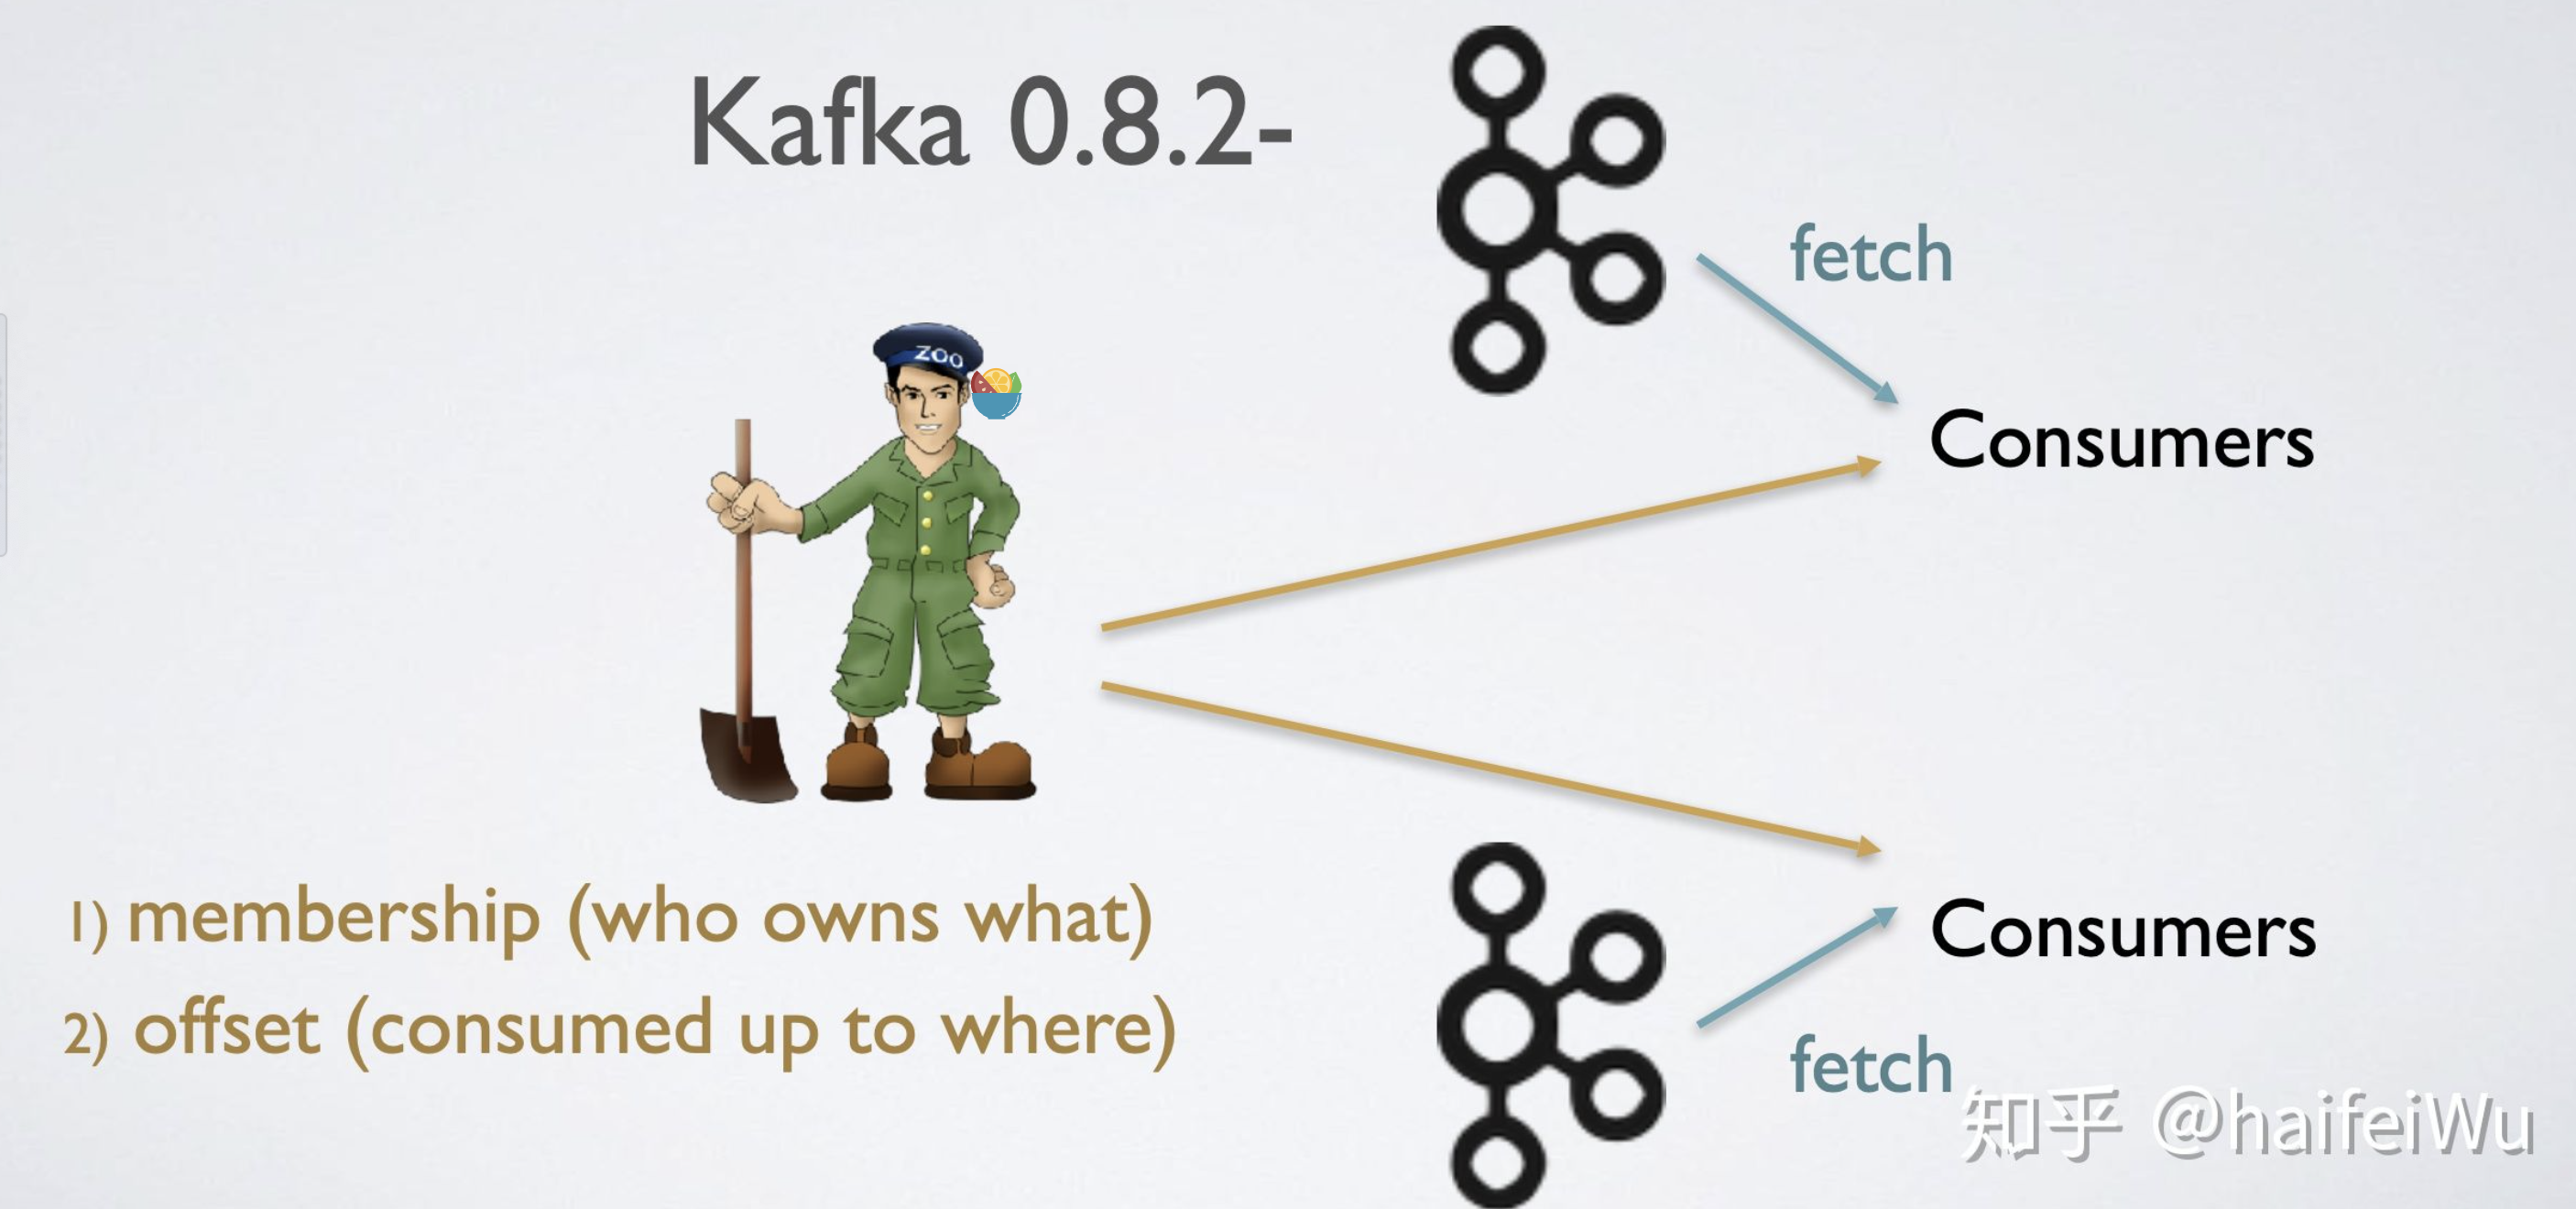 Kafka 0.8.2-
fetch
ZOO
Consumers
1) membership (who owns what)
Consumers
2) offset (consumed up to where)
fetch
知乎 @haifeiWu